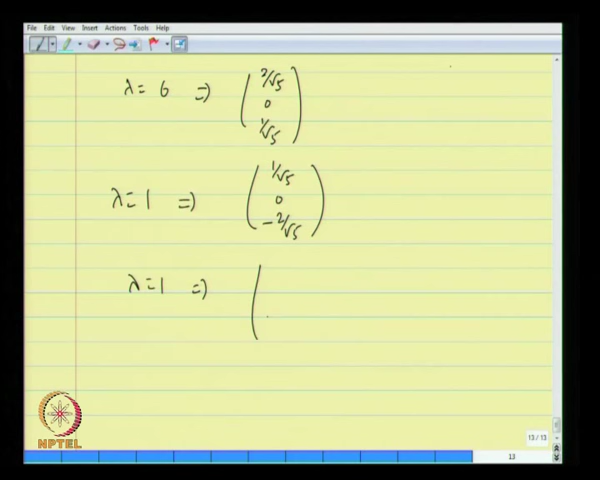 File Edit View Insert Actions Tools Help
λ = 6 ⇒ ( 2/√5
0
1/√5 )
λ = 1 ⇒ ( 1/√5
0
-2/√5 )
λ = 1 ⇒ (
NPTEL
13/13
13